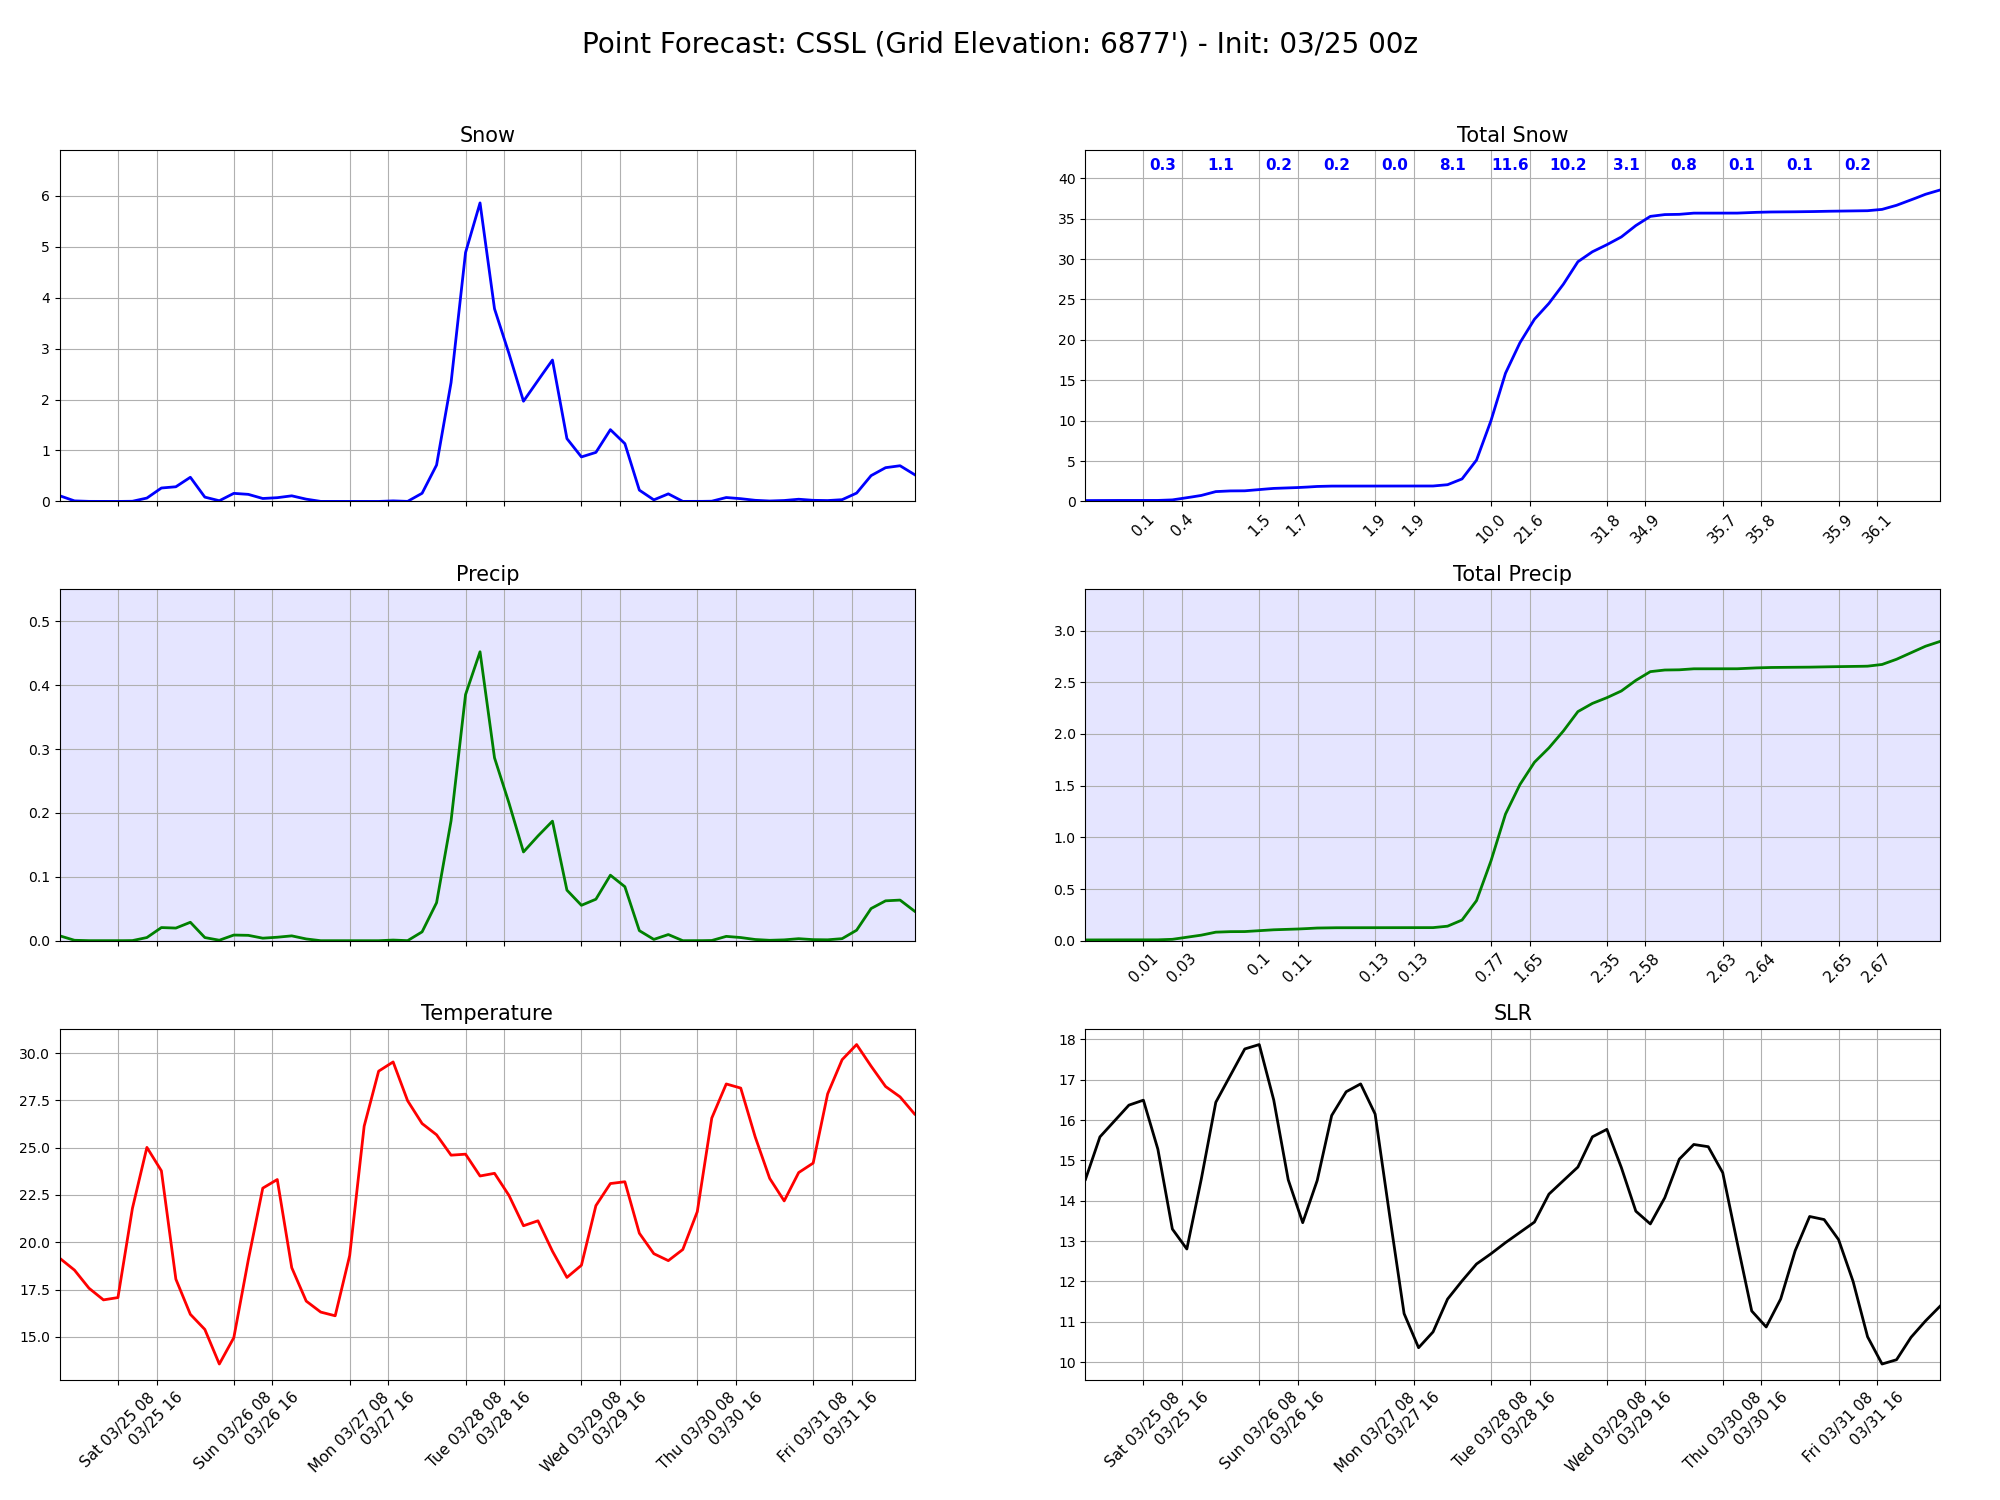 Point Forecast: CSSL (Grid Elevation: 6877') - Init: 03/25 00z
Snow
6
5
4
3
2
1
0
Total Snow
0.3 1.1 0.2 0.2 0.0 8.1 11.6 10.2 3.1 0.8 0.1 0.1 0.2
40
35
30
25
20
15
10
5
0
0.1 0.4 1.5 1.7 1.9 1.9 10.0 21.6 31.8 34.9 35.7 35.8 35.9 36.1
Precip
0.5
0.4
0.3
0.2
0.1
0.0
Total Precip
3.0
2.5
2.0
1.5
1.0
0.5
0.0
0.01 0.03 0.1 0.11 0.13 0.13 0.77 1.65 2.35 2.58 2.63 2.64 2.65 2.67
Temperature
30.0
27.5
25.0
22.5
20.0
17.5
15.0
Sat 03/25 08
03/25 16
Sun 03/26 08
03/26 16
Mon 03/27 08
03/27 16
Tue 03/28 08
03/28 16
Wed 03/29 08
03/29 16
Thu 03/30 08
03/30 16
Fri 03/31 08
03/31 16
SLR
18
17
16
15
14
13
12
11
10
Sat 03/25 08
03/25 16
Sun 03/26 08
03/26 16
Mon 03/27 08
03/27 16
Tue 03/28 08
03/28 16
Wed 03/29 08
03/29 16
Thu 03/30 08
03/30 16
Fri 03/31 08
03/31 16